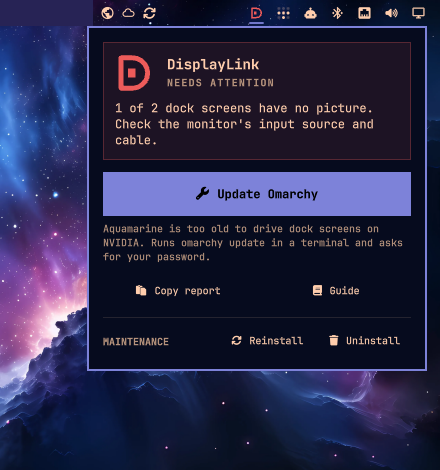 DisplayLink
NEEDS ATTENTION
1 of 2 dock screens have no picture.
Check the monitor's input source and
cable.
Update Omarchy
Aquamarine is too old to drive dock screens on
NVIDIA. Runs omarchy update in a terminal and asks
for your password.
Copy report
Guide
MAINTENANCE
Reinstall
Uninstall